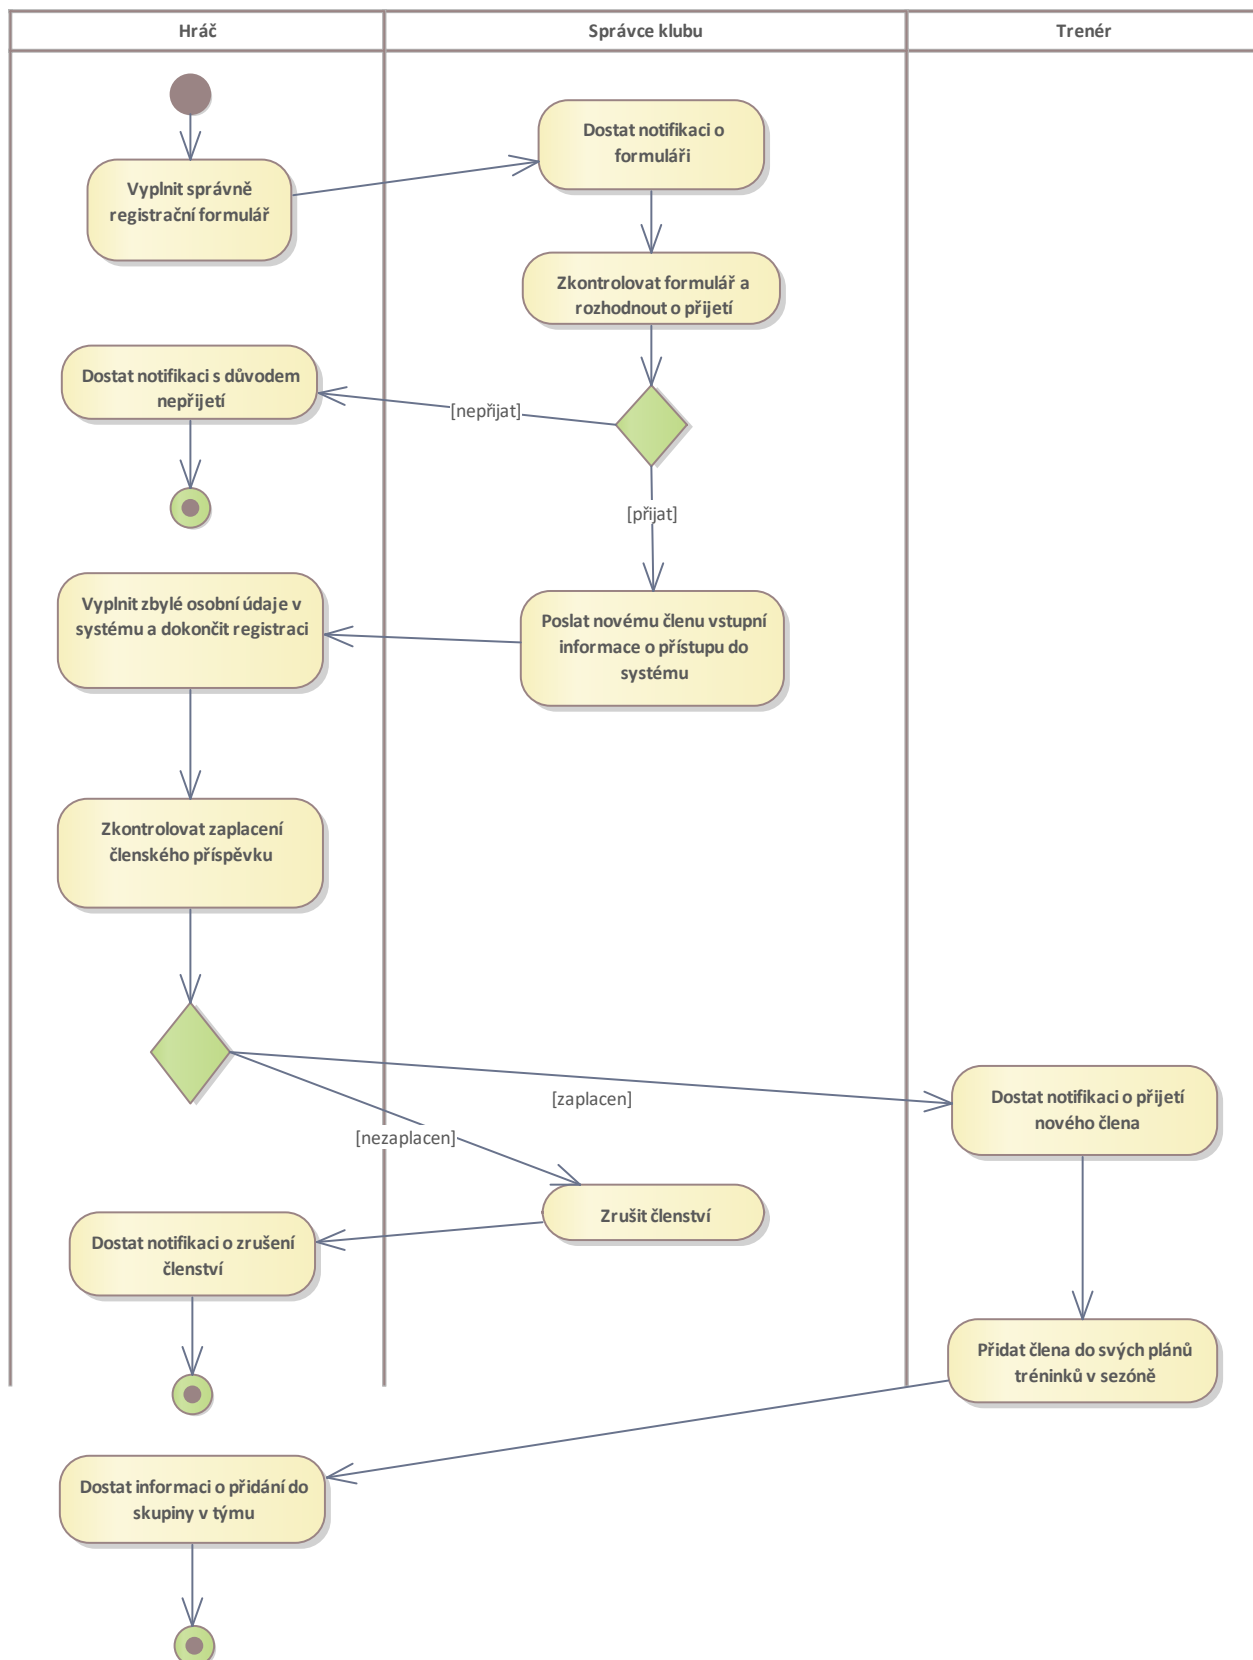 Hráč
Správce klubu
Trenér
Dostat notifikaci o
formuláři
Vyplnit správně
registrační formulář
Zkontrolovat formulář a
rozhodnout o přijetí
Dostat notifikaci s důvodem
nepřijetí
[nepřijat]
[přijat]
Vyplnit zbylé osobní údaje v
systému a dokončit registraci
Poslat novému členu vstupní
informace o přístupu do
systému
Zkontrolovat zaplacení
členského příspěvku
[zaplacen]
Dostat notifikaci o přijetí
nového člena
[nezaplacen]
Zrušit členství
Dostat notifikaci o zrušení
členství
Přidat člena do svých plánů
tréninků v sezóně
Dostat informaci o přidání do
skupiny v týmu